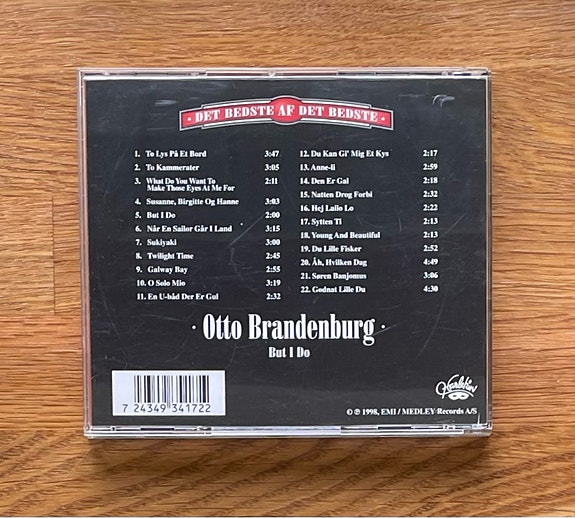 · DET BEDSTE AF DET BEDSTE ·
1. To Lys På Et Bord 3:47
2. To Kammerater 3:05
3. What Do You Want To 2:11
Make Those Eyes At Me For
4. Susanne, Birgitte Og Hanne 3:03
5. But I Do 2:00
6. Når En Sailor Går I Land 3:15
7. Sukiyaki 3:00
8. Twilight Time 2:45
9. Galway Bay 2:55
10. O Solo Mio 3:19
11. En U-båd Der Er Gul 2:32
12. Du Kan Gi' Mig Et Kys 2:17
13. Anne-li 2:59
14. Den Er Gal 2:18
15. Natten Drog Forbi 2:32
16. Hej Lailo Lo 2:22
17. Sytten Ti 2:13
18. Young And Beautiful 2:13
19. Du Lille Fisker 2:52
20. Åh, Hvilken Dag 4:49
21. Søren Banjomus 3:06
22. Godnat Lille Du 4:30
· Otto Brandenburg ·
But I Do
7 24349 341722
Karlekin
© ℗ 1998, EMI / MEDLEY Records A/S